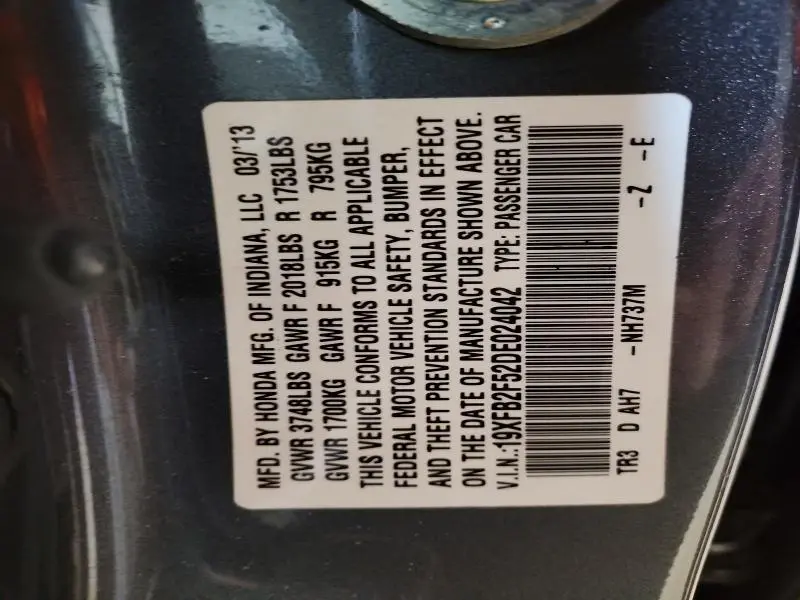 MFD. BY HONDA MFG. OF INDIANA, LLC 03/'13
GVWR 3748LBS GAWR F 2018LBS R 1753LBS
GVWR 1700KG GAWR F 915KG R 795KG
THIS VEHICLE CONFORMS TO ALL APPLICABLE
FEDERAL MOTOR VEHICLE SAFETY, BUMPER,
AND THEFT PREVENTION STANDARDS IN EFFECT
ON THE DATE OF MANUFACTURE SHOWN ABOVE.
V.I.N.:19XFB2F52DE024042 TYPE: PASSENGER CAR
TR3 D AH7 -NH737M -Z -E